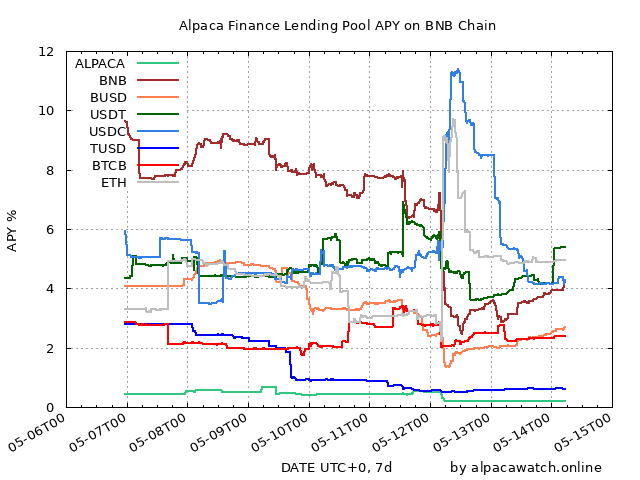 Alpaca Finance Lending Pool APY on BNB Chain
APY %
12
10
8
6
4
2
0
ALPACA
BNB
BUSD
USDT
USDC
TUSD
BTCB
ETH
05-06T00
05-07T00
05-08T00
05-09T00
05-10T00
05-11T00
05-12T00
05-13T00
05-14T00
05-15T00
DATE UTC+0, 7d
by alpacawatch.online